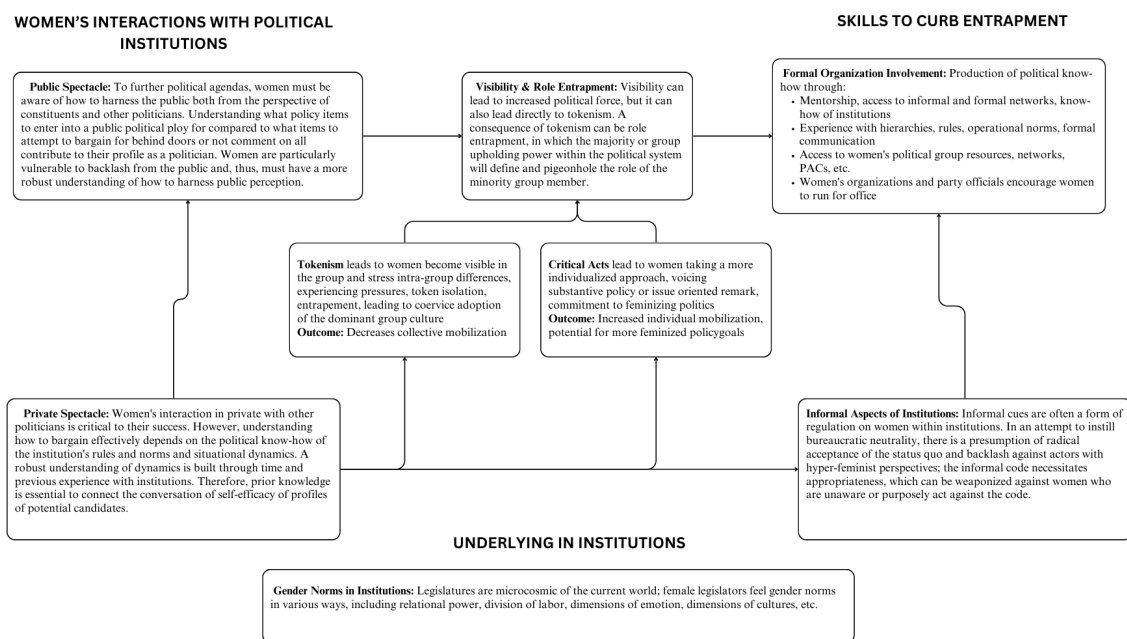 WOMEN'S INTERACTIONS WITH POLITICAL
INSTITUTIONS
SKILLS TO CURB ENTRAPMENT
Public Spectacle: To further political agendas, women must be
aware of how to harness the public both from the perspective of
constituents and other politicians. Understanding what policy items
to enter into a public political ploy for compared to what items to
attempt to bargain for behind doors or not comment on all
contribute to their profile as a politician. Women are particularly
vulnerable to backlash from the public and, thus, must have a more
robust understanding of how to harness public perception.
Visibility & Role Entrapment: Visibility can
lead to increased political force, but it can
also lead directly to tokenism. A
consequence of tokenism can be role
entrapment, in which the majority or group
upholding power within the political system
will define and pigeonhole the role of the
minority group member.
Formal Organization Involvement: Production of political know-
how through:
• Mentorship, access to informal and formal networks, know-
how of institutions
• Experience with hierarchies, rules, operational norms, formal
communication
• Access to women's political group resources, networks,
PACs, etc.
• Women's organizations and party officials encourage women
to run for office
Tokenism leads to women become visible in
the group and stress intra-group differences,
experiencing pressures, token isolation,
entrapement, leading to coervice adoption
of the dominant group culture
Outcome: Decreases collective mobilization
Critical Acts lead to women taking a more
individualized approach, voicing
substantive policy or issue oriented remark,
commitment to feminizing politics
Outcome: Increased individual mobilization,
potential for more feminized policygoals
Private Spectacle: Women's interaction in private with other
politicians is critical to their success. However, understanding
how to bargain effectively depends on the political know-how of
the institution's rules and norms and situational dynamics. A
robust understanding of dynamics is built through time and
previous experience with institutions. Therefore, prior knowledge
is essential to connect the conversation of self-efficacy of profiles
of potential candidates.
Informal Aspects of Institutions: Informal cues are often a form of
regulation on women within institutions. In an attempt to instill
bureaucratic neutrality, there is a presumption of radical
acceptance of the status quo and backlash against actors with
hyper-feminist perspectives; the informal code necessitates
appropriateness, which can be weaponized against women who
are unaware or purposely act against the code.
UNDERLYING IN INSTITUTIONS
Gender Norms in Institutions: Legislatures are microcosmic of the current world; female legislators feel gender norms
in various ways, including relational power, division of labor, dimensions of emotion, dimensions of cultures, etc.